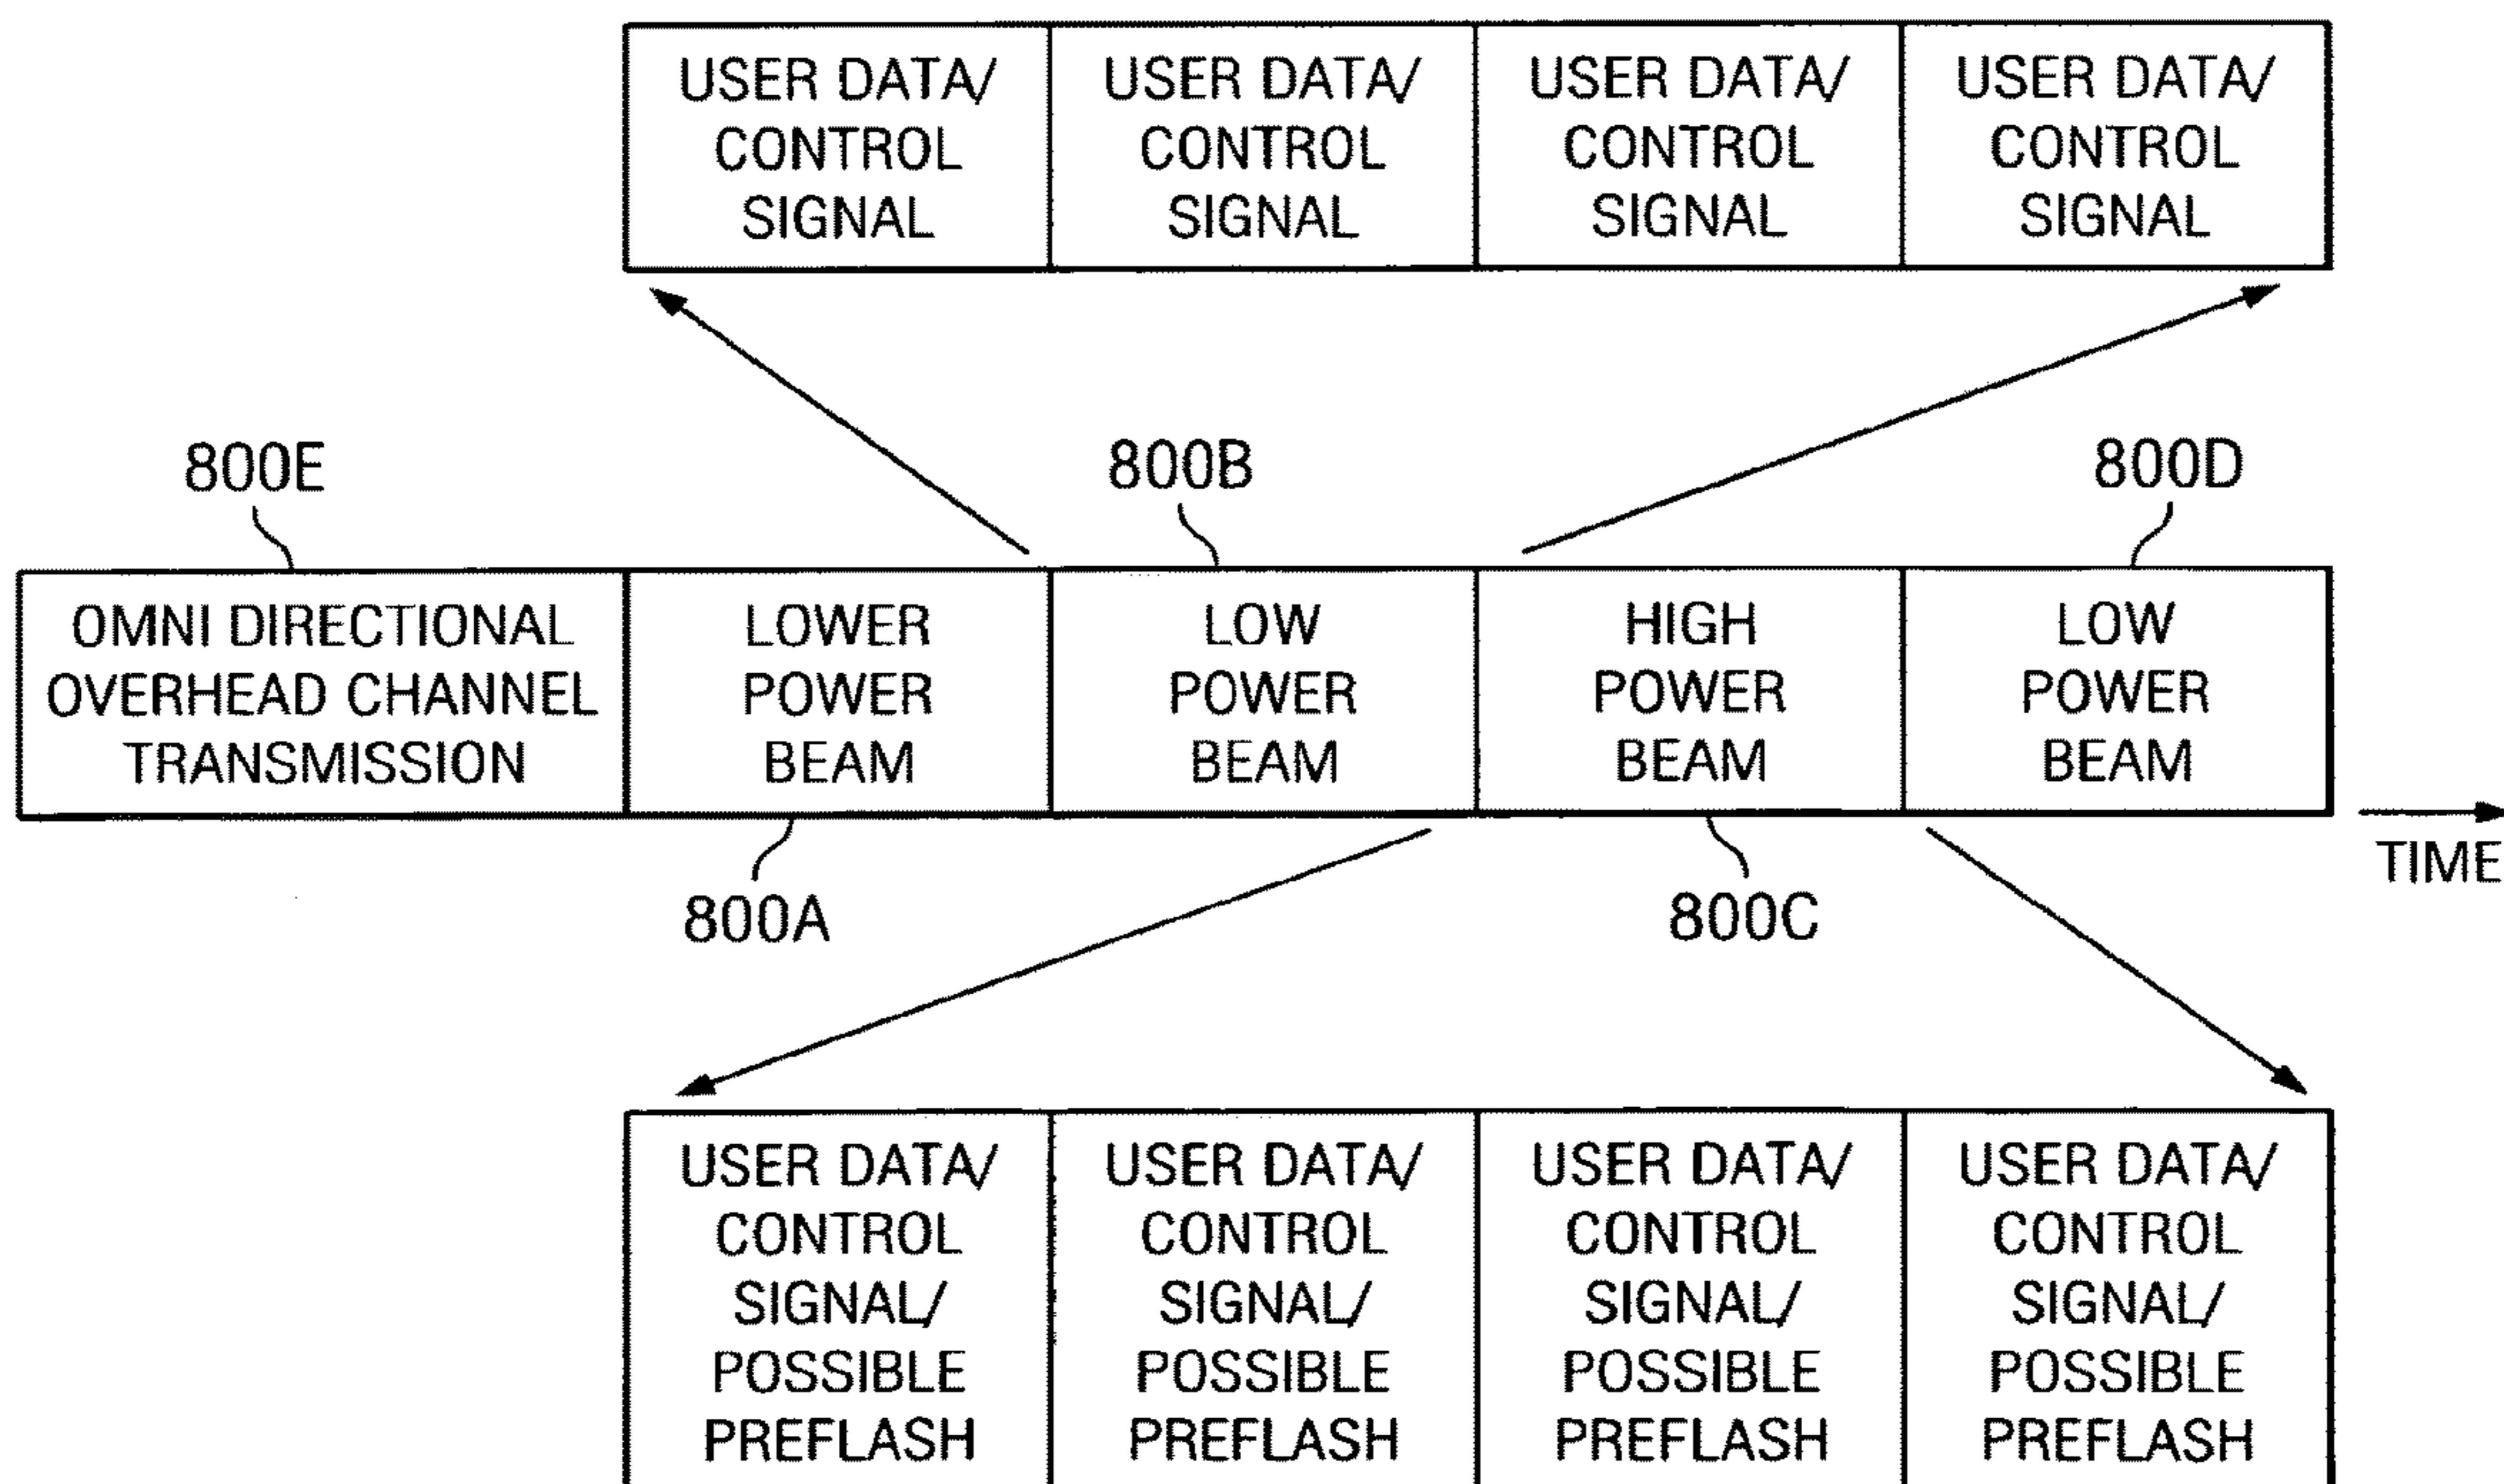 USER DATA/
CONTROL
SIGNAL
USER DATA/
CONTROL
SIGNAL
USER DATA/
CONTROL
SIGNAL
USER DATA/
CONTROL
SIGNAL
800E
800B
800D
OMNI DIRECTIONAL
OVERHEAD CHANNEL
TRANSMISSION
LOWER
POWER
BEAM
LOW
POWER
BEAM
HIGH
POWER
BEAM
LOW
POWER
BEAM
TIME
800A
800C
USER DATA/
CONTROL
SIGNAL/
POSSIBLE
PREFLASH
USER DATA/
CONTROL
SIGNAL/
POSSIBLE
PREFLASH
USER DATA/
CONTROL
SIGNAL/
POSSIBLE
PREFLASH
USER DATA/
CONTROL
SIGNAL/
POSSIBLE
PREFLASH